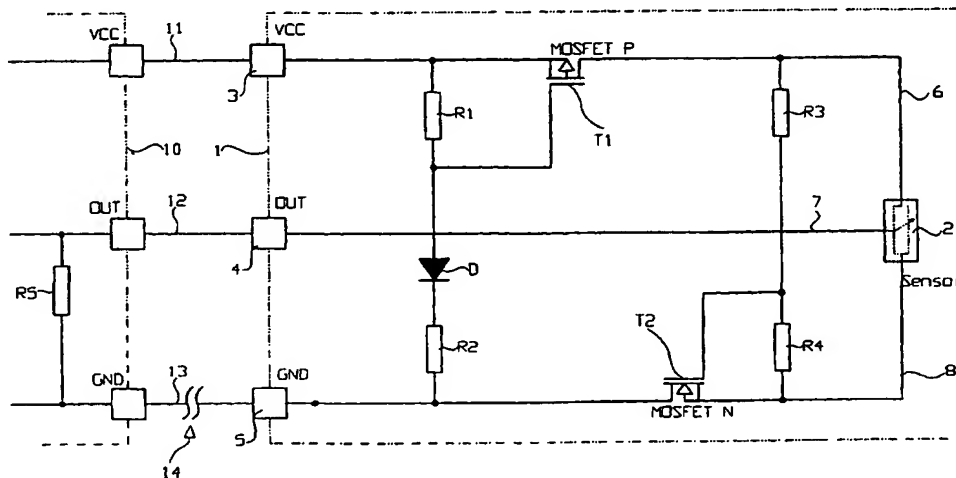 VCC
11
VCC
MOSFET P
3
R1
T1
R3
6
10
1
OUT
12
OUT
7
4
2
Sensor
D
R5
R2
T2
R4
GND
13
GND
8
5
MOSFET N
14